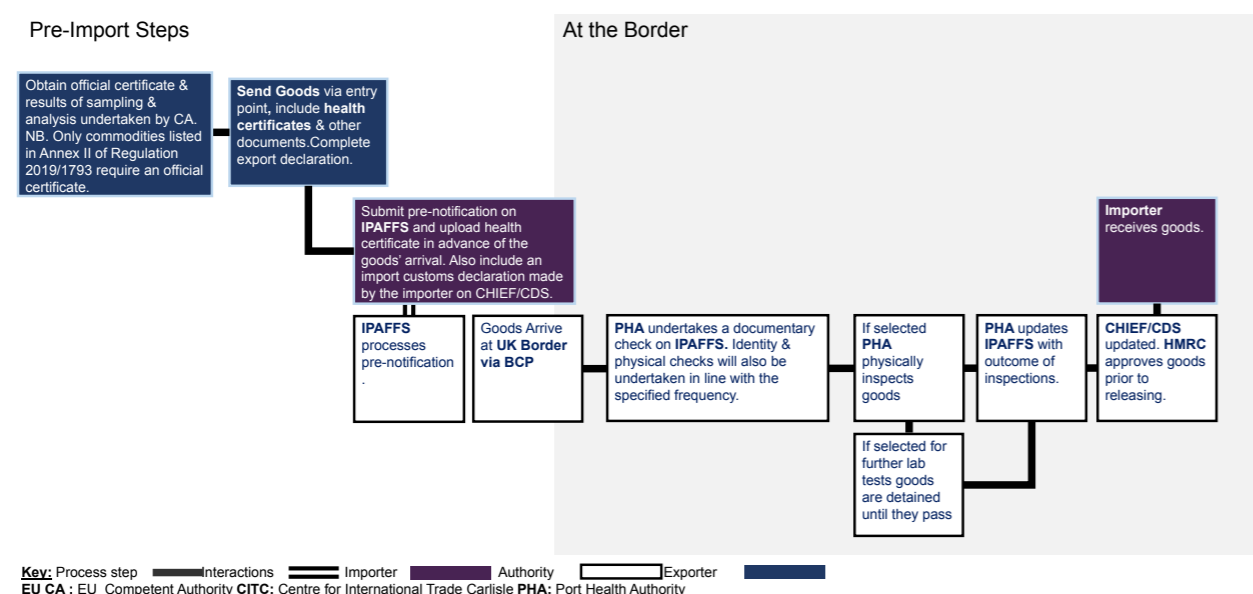 Pre-Import Steps
At the Border
Obtain official certificate &
results of sampling &
analysis undertaken by CA.
NB. Only commodities listed
in Annex II of Regulation
2019/1793 require an official
certificate.
Send Goods via entry
point, include health
certificates & other
documents.Complete
export declaration.
Submit pre-notification on
IPAFFS and upload health
certificate in advance of the
goods' arrival. Also include an
import customs declaration made
by the importer on CHIEF/CDS.
Importer
receives goods.
IPAFFS
processes
pre-notification
.
Goods Arrive
at UK Border
via BCP
PHA undertakes a documentary
check on IPAFFS. Identity &
physical checks will also be
undertaken in line with the
specified frequency.
If selected
PHA
physically
inspects
goods
PHA updates
IPAFFS with
outcome of
inspections.
CHIEF/CDS
updated. HMRC
approves goods
prior to
releasing.
If selected for
further lab
tests goods
are detained
until they pass
Key: Process step Interactions Importer Authority Exporter
EU CA : EU Competent Authority CITC: Centre for International Trade Carlisle PHA: Port Health Authority